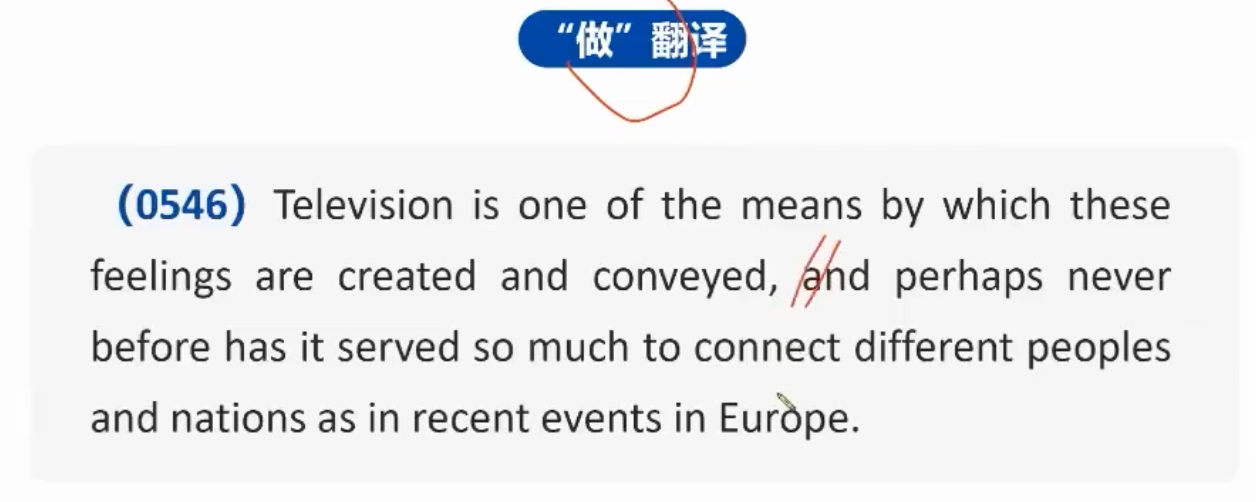 “做”翻译
(0546) Television is one of the means by which these
feelings are created and conveyed, and perhaps never
before has it served so much to connect different peoples
and nations as in recent events in Europe.